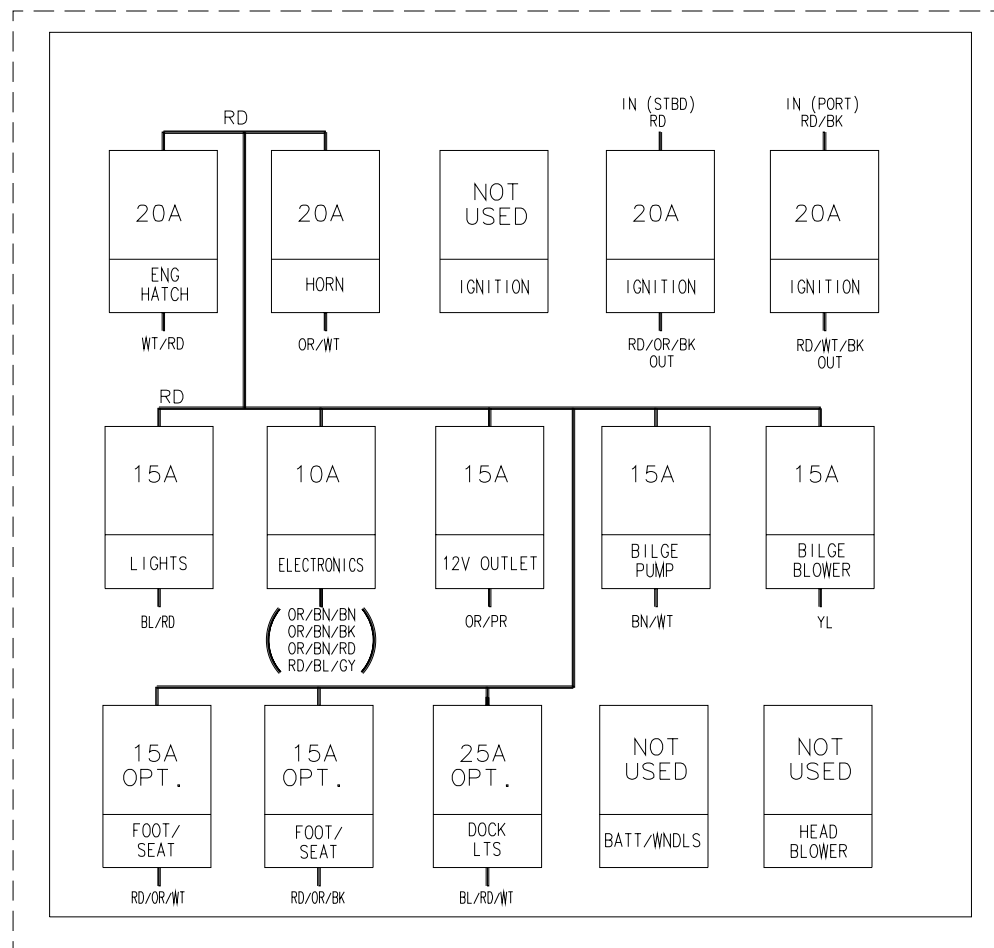 RD
IN (STBD)
RD
IN (PORT)
RD/BK
20A
ENG
HATCH
WT/RD
20A
HORN
OR/WT
NOT
USED
IGNITION
20A
IGNITION
RD/OR/BK
OUT
20A
IGNITION
RD/WT/BK
OUT
RD
15A
LIGHTS
BL/RD
10A
ELECTRONICS
OR/BN/BN
OR/BN/BK
OR/BN/RD
RD/BL/GY
15A
12V OUTLET
OR/PR
15A
BILGE
PUMP
BN/WT
15A
BILGE
BLOWER
YL
15A
OPT.
FOOT/
SEAT
RD/OR/WT
15A
OPT.
FOOT/
SEAT
RD/OR/BK
25A
OPT.
DOCK
LTS
BL/RD/WT
NOT
USED
BATT/WNDLS
NOT
USED
HEAD
BLOWER